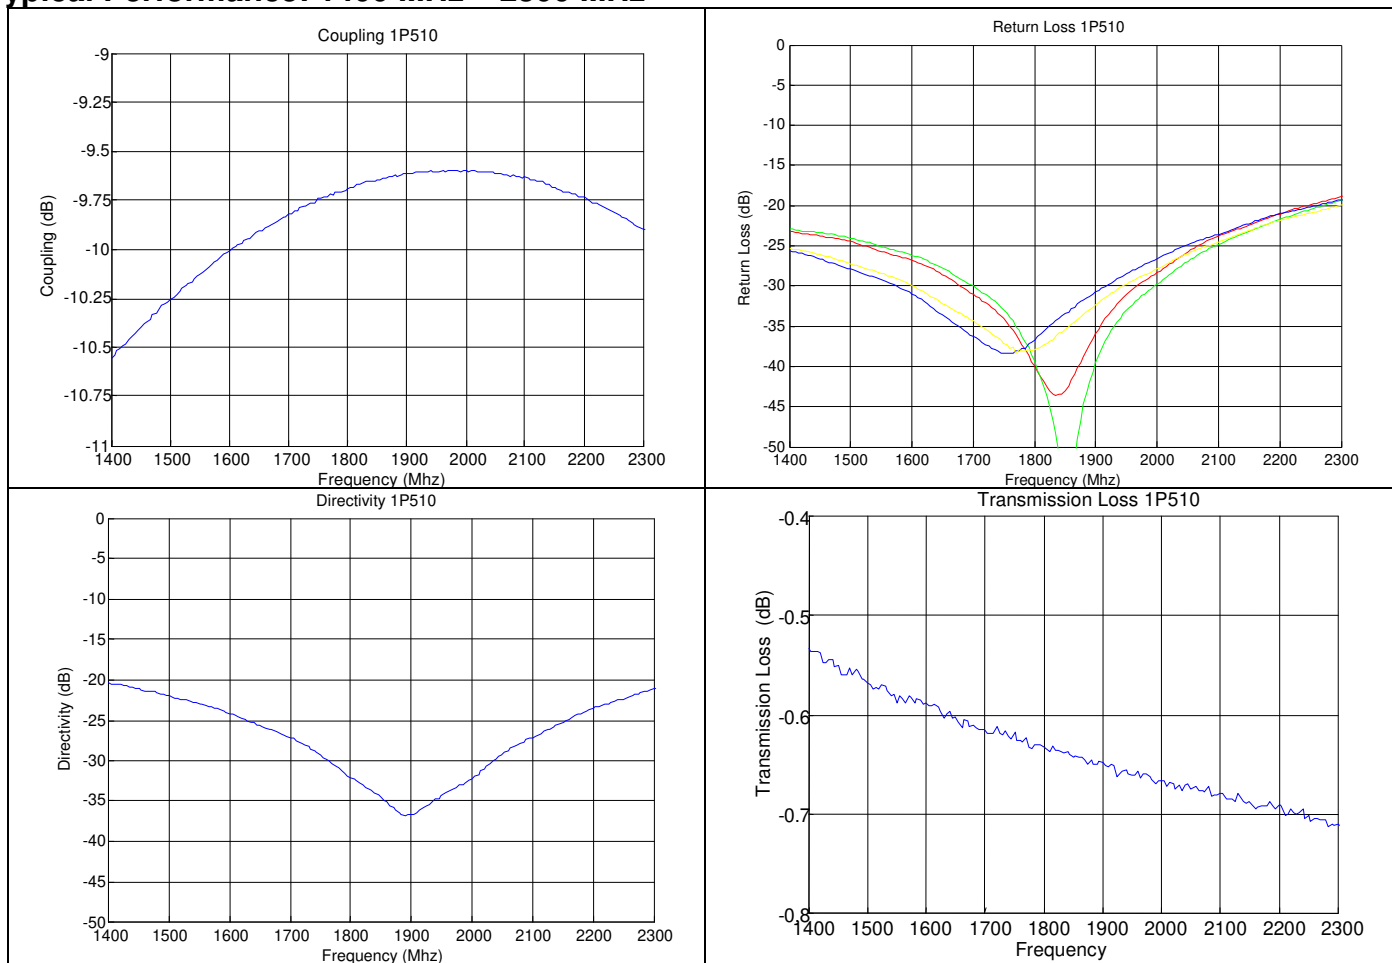 ypical Performance: 1400 MHz – 2300 MHz
Coupling 1P510
-9
-9.25
-9.5
-9.75
-10
-10.25
-10.5
-10.75
-11
Coupling (dB)
1400 1500 1600 1700 1800 1900 2000 2100 2200 2300
Frequency (Mhz)
Return Loss 1P510
0
-5
-10
-15
-20
-25
-30
-35
-40
-45
-50
Return Loss (dB)
1400 1500 1600 1700 1800 1900 2000 2100 2200 2300
Frequency (Mhz)
Directivity 1P510
0
-5
-10
-15
-20
-25
-30
-35
-40
-45
-50
Directivity (dB)
1400 1500 1600 1700 1800 1900 2000 2100 2200 2300
Frequency (Mhz)
Transmission Loss 1P510
-0.4
-0.5
-0.6
-0.7
-0.8
Transmission Loss (dB)
1400 1500 1600 1700 1800 1900 2000 2100 2200 2300
Frequency